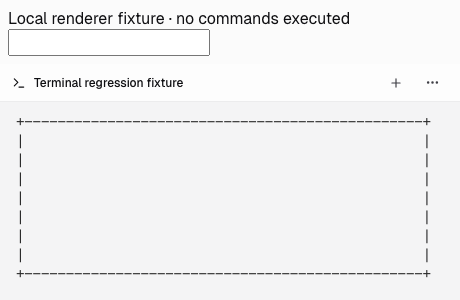 Local renderer fixture · no commands executed
Terminal regression fixture